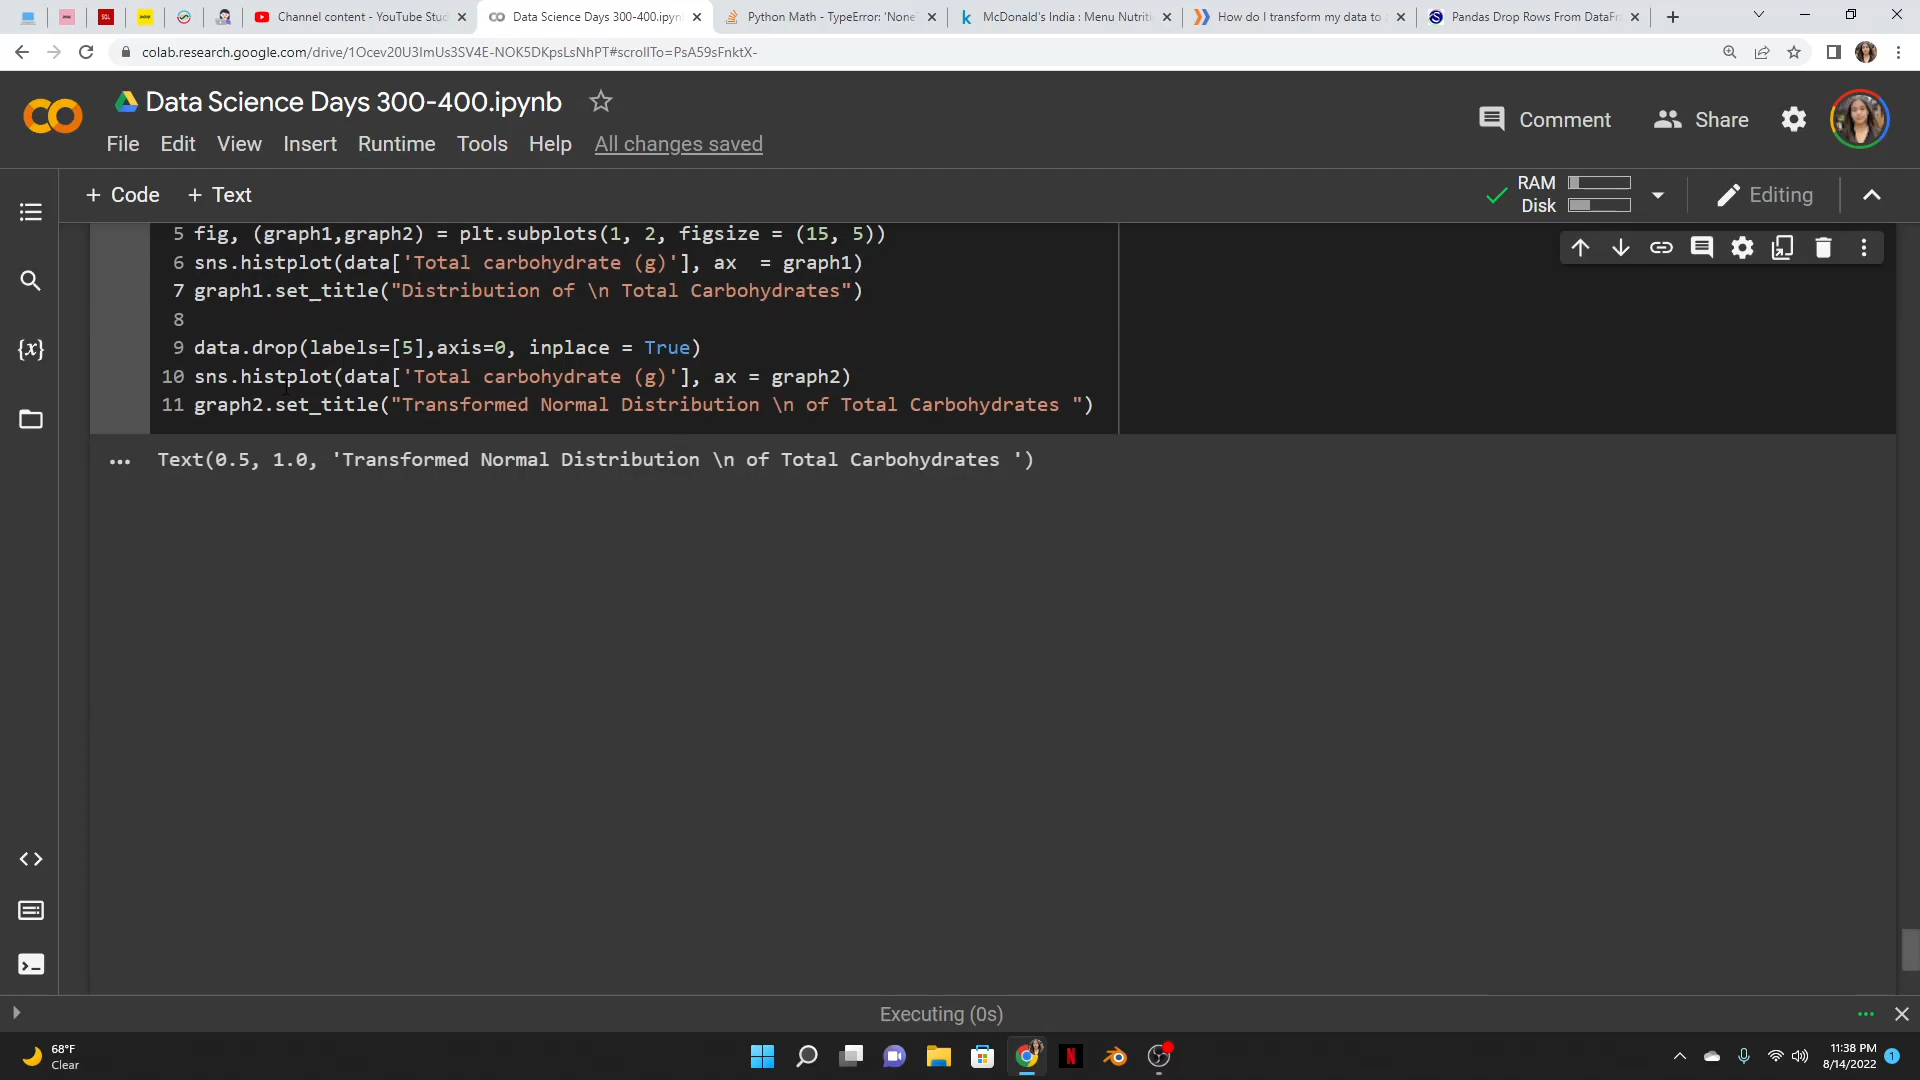 Channel content - YouTube Stud
Data Science Days 300-400.ipyn
Python Math - TypeError: 'None
McDonald's India : Menu Nutriti
How do I transform my data to
Pandas Drop Rows From DataFr
colab.research.google.com/drive/1Ocev20U3ImUs3SV4E-NOK5DKpsLsNhPT#scrollTo=PsA59sFnktX-
Data Science Days 300-400.ipynb
Comment
Share
File Edit View Insert Runtime Tools Help All changes saved
+ Code + Text
RAM
Disk
Editing
5 fig, (graph1,graph2) = plt.subplots(1, 2, figsize = (15, 5))
6 sns.histplot(data['Total carbohydrate (g)'], ax  = graph1)
7 graph1.set_title("Distribution of \n Total Carbohydrates")
8
9 data.drop(labels=[5],axis=0, inplace = True)
10 sns.histplot(data['Total carbohydrate (g)'], ax = graph2)
11 graph2.set_title("Transformed Normal Distribution \n of Total Carbohydrates ")
Text(0.5, 1.0, 'Transformed Normal Distribution \n of Total Carbohydrates ')
{x}
Executing (0s)
68°F
Clear
11:38 PM
8/14/2022
1